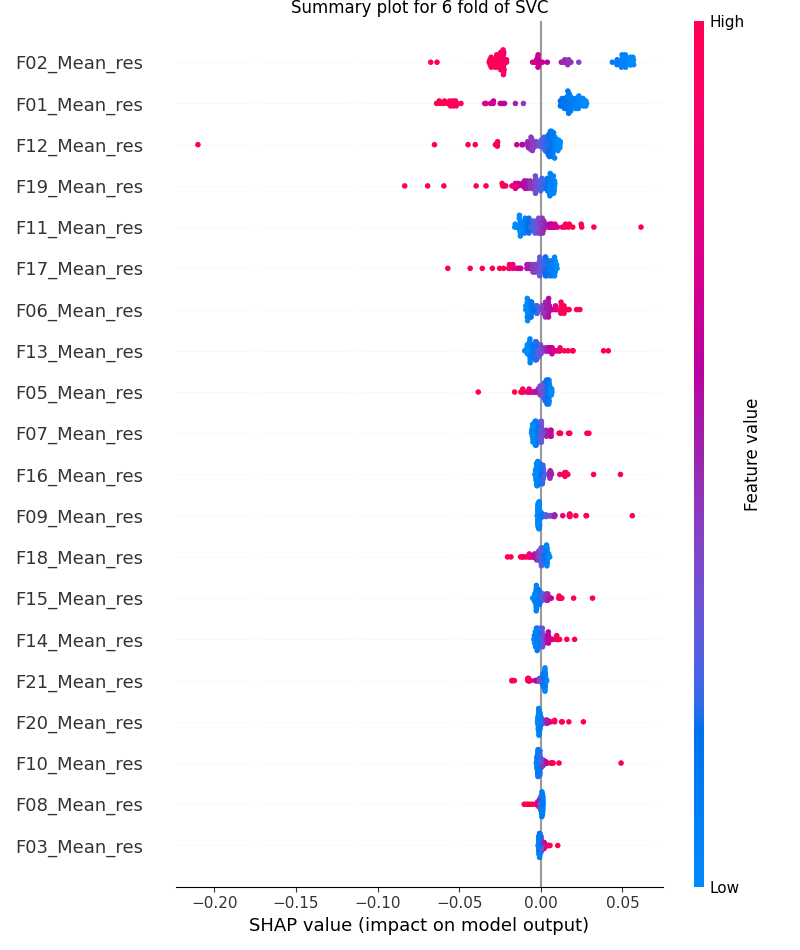 Summary plot for 6 fold of SVC
High
F02_Mean_res
F01_Mean_res
F12_Mean_res
F19_Mean_res
F11_Mean_res
F17_Mean_res
F06_Mean_res
F13_Mean_res
F05_Mean_res
F07_Mean_res
F16_Mean_res
F09_Mean_res
F18_Mean_res
F15_Mean_res
F14_Mean_res
F21_Mean_res
F20_Mean_res
F10_Mean_res
F08_Mean_res
F03_Mean_res
Feature value
Low
−0.20 −0.15 −0.10 −0.05 0.00 0.05
SHAP value (impact on model output)